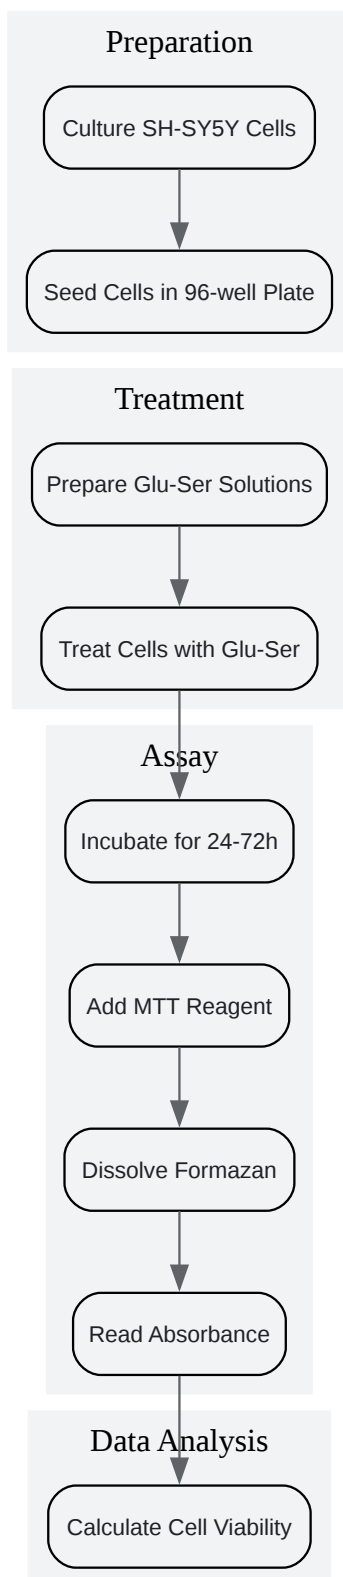 Preparation
Culture SH-SY5Y Cells
Seed Cells in 96-well Plate
Treatment
Prepare Glu-Ser Solutions
Treat Cells with Glu-Ser
Assay
Incubate for 24-72h
Add MTT Reagent
Dissolve Formazan
Read Absorbance
Data Analysis
Calculate Cell Viability